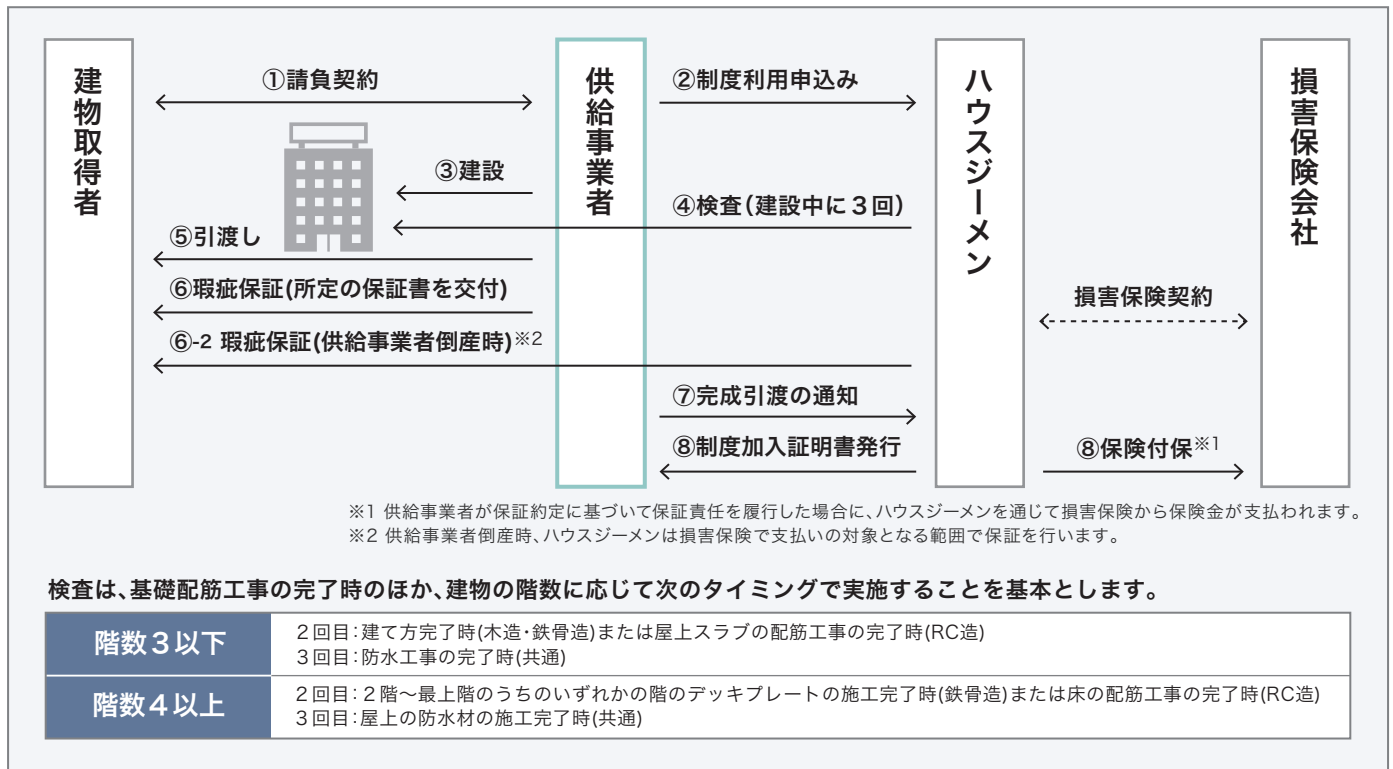 建物取得者
①請負契約
供給事業者
②制度利用申込み
ハウスジーメン
損害保険会社
③建設
④検査(建設中に3回)
⑤引渡し
⑥瑕疵保証(所定の保証書を交付)
損害保険契約
⑥-2 瑕疵保証(供給事業者倒産時)※2
⑦完成引渡の通知
⑧制度加入証明書発行
⑧保険付保※1
※1 供給事業者が保証約定に基づいて保証責任を履行した場合に、ハウスジーメンを通じて損害保険から保険金が支払われます。
※2 供給事業者倒産時、ハウスジーメンは損害保険で支払いの対象となる範囲で保証を行います。
検査は、基礎配筋工事の完了時のほか、建物の階数に応じて次のタイミングで実施することを基本とします。
階数3以下
2回目:建て方完了時(木造・鉄骨造)または屋上スラブの配筋工事の完了時(RC造)
3回目:防水工事の完了時(共通)
階数4以上
2回目:2階〜最上階のうちのいずれかの階のデッキプレートの施工完了時(鉄骨造)または床の配筋工事の完了時(RC造)
3回目:屋上の防水材の施工完了時(共通)